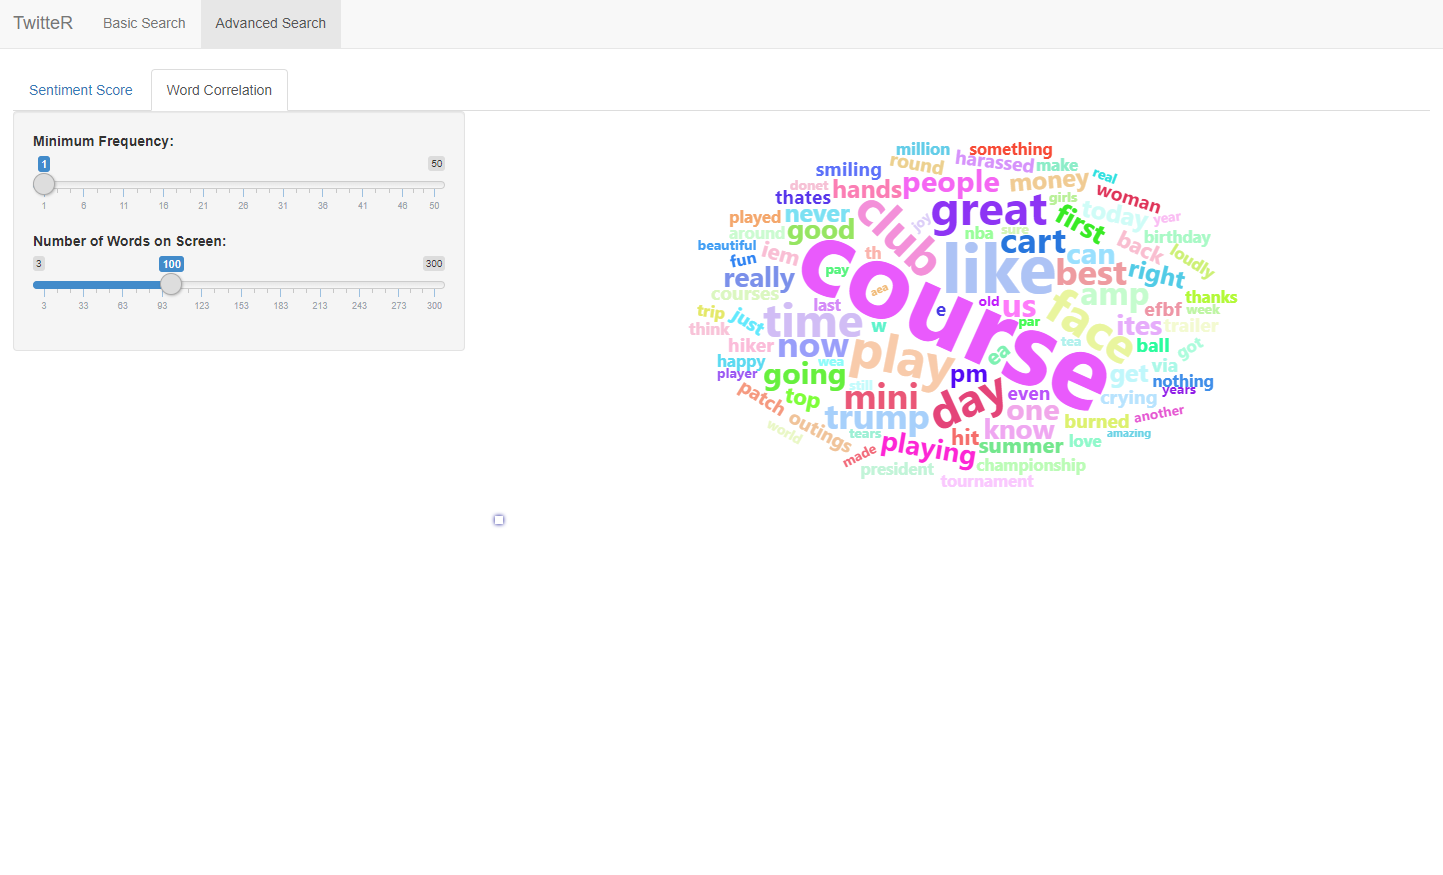 TwitteR Basic Search Advanced Search
Sentiment Score Word Correlation
Minimum Frequency:
1 50
1 6 11 16 21 26 31 36 41 46 50
Number of Words on Screen:
3 100 300
3 33 63 93 123 153 183 213 243 273 300
million something
smiling round harassed make real
donet hands people money girls woman
thates club great first today year
played never joy nba sure cart back birthday
around good
beautiful iem th like can loudly
fun pay best right
really course
courses aea old us amp thanks
trip just last e par face efbf week
think time w ites trailer
hiker now play ea tea ball got
happy wea via
player going still pm get nothing
patch top mini day even crying years
outings trump one burned another
world tears hit know love amazing
made playing summer
president championship
tournament